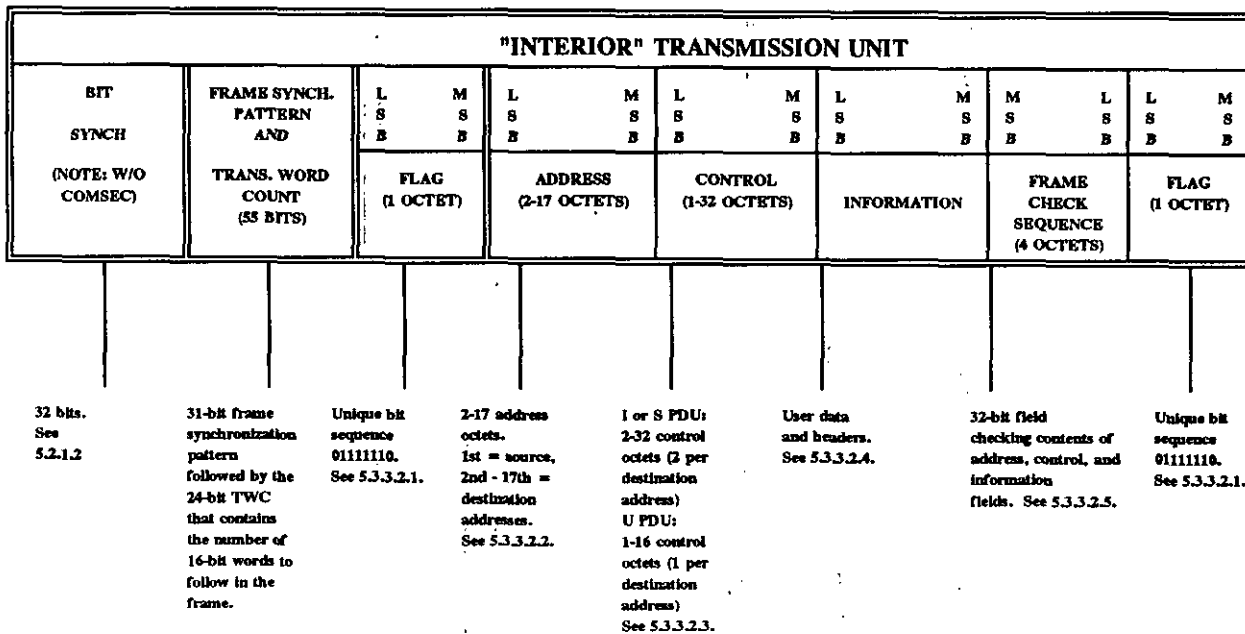 "INTERIOR" TRANSMISSION UNIT
BIT
SYNCH
(NOTE: W/O
COMSEC)
FRAME SYNCH.
PATTERN
AND
TRANS. WORD
COUNT
(55 BITS)
L M
S S
B B
FLAG
(1 OCTET)
L M
S S
B B
ADDRESS
(2-17 OCTETS)
L M
S S
B B
CONTROL
(1-32 OCTETS)
L M
S S
B B
INFORMATION
M L
S S
B B
FRAME
CHECK
SEQUENCE
(4 OCTETS)
L M
S S
B B
FLAG
(1 OCTET)
32 bits.
See
5.2.1.2
31-bit frame
synchronization
pattern
followed by the
24-bit TWC
that contains
the number of
16-bit words to
follow in the
frame.
Unique bit
sequence
01111110.
See 5.3.3.2.1.
2-17 address
octets.
1st = source,
2nd - 17th =
destination
addresses.
See 5.3.3.2.2.
I or S PDU:
2-32 control
octets (2 per
destination
address)
U PDU:
1-16 control
octets (1 per
destination
address)
See 5.3.3.2.3.
User data
and headers.
See 5.3.3.2.4.
32-bit field
checking contents of
address, control, and
information
fields. See 5.3.3.2.5.
Unique bit
sequence
01111110.
See 5.3.3.2.1.